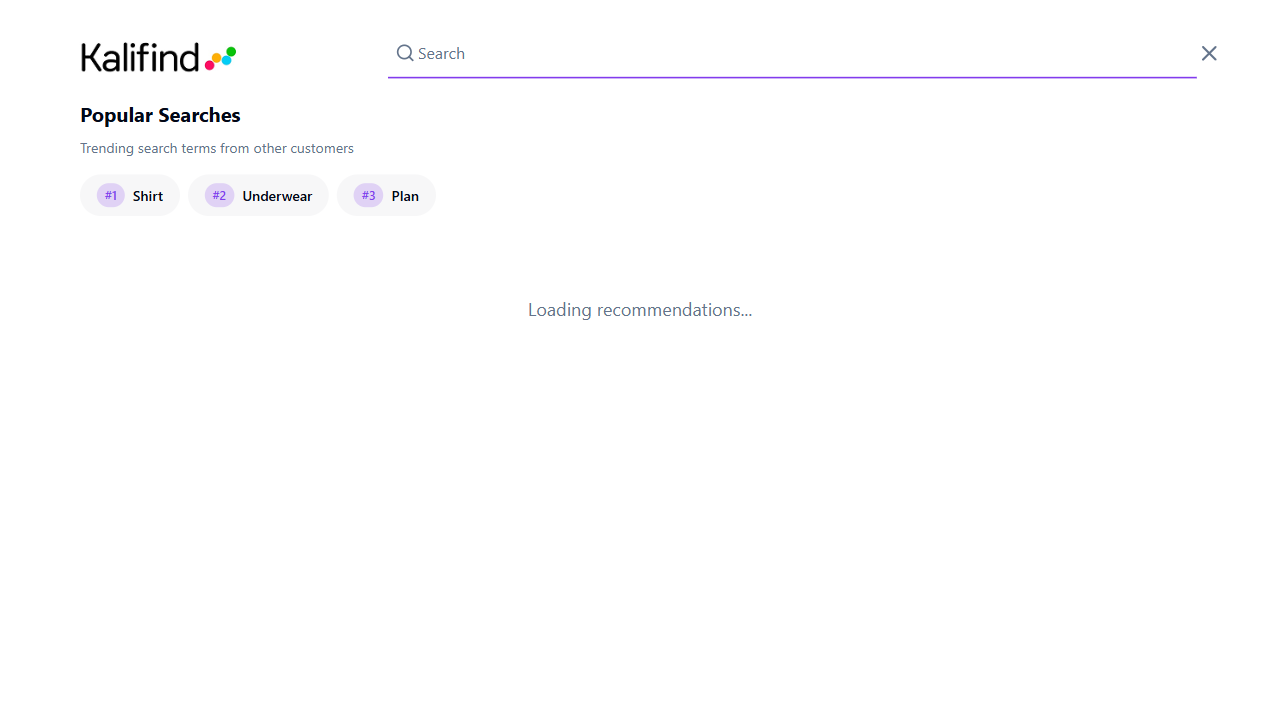 Kalifind
Search
Popular Searches
Trending search terms from other customers
#1 Shirt
#2 Underwear
#3 Plan
Loading recommendations...